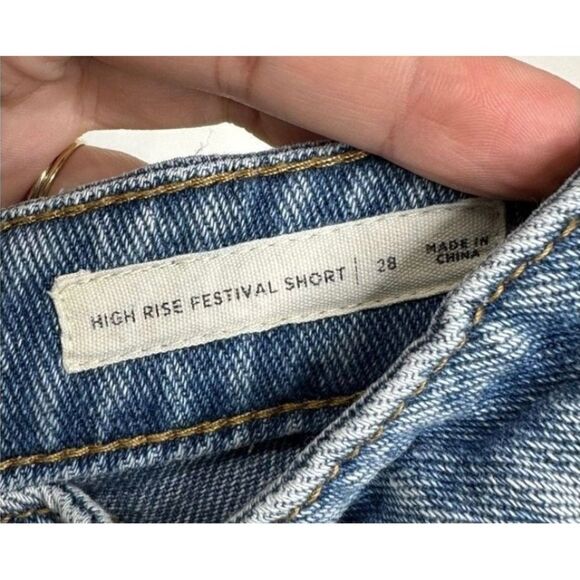 HIGH RISE FESTIVAL SHORT | 28 MADE IN
CHINA